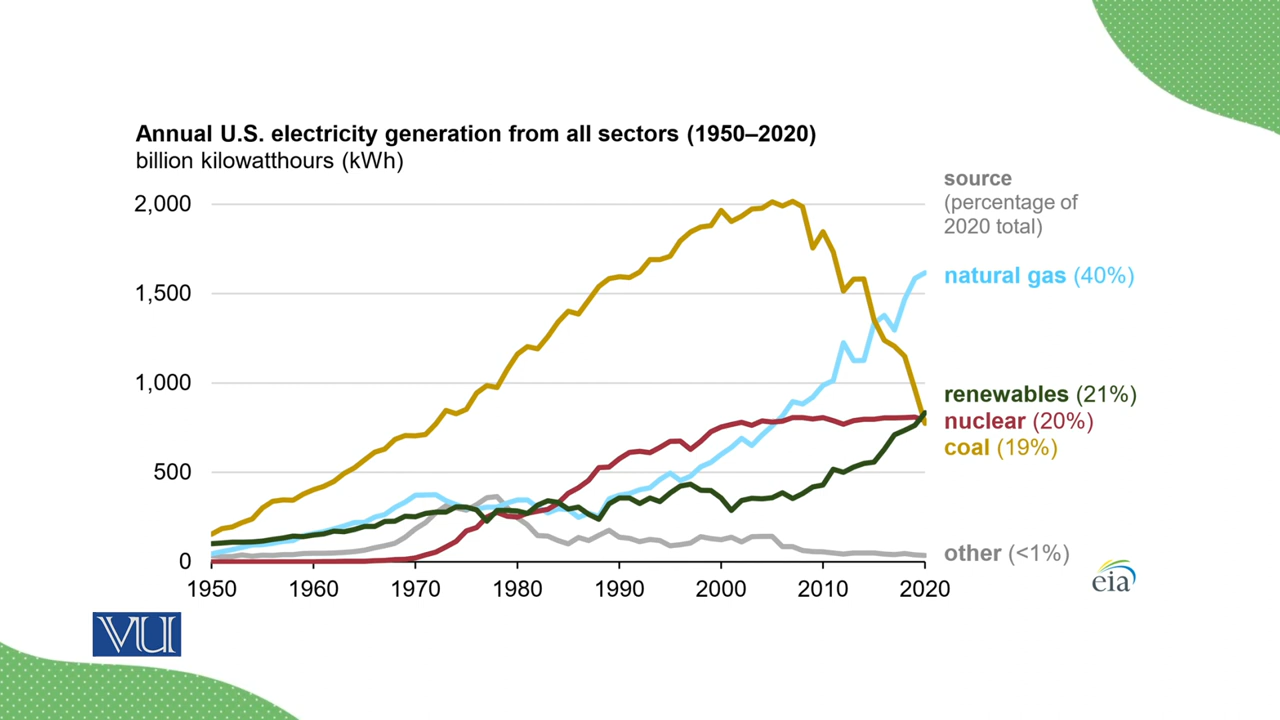 Annual U.S. electricity generation from all sectors (1950–2020)
billion kilowatthours (kWh)
source
(percentage of
2020 total)
2,000
1,500
1,000
500
0
natural gas (40%)
renewables (21%)
nuclear (20%)
coal (19%)
other (<1%)
1950 1960 1970 1980 1990 2000 2010 2020
eia
VU